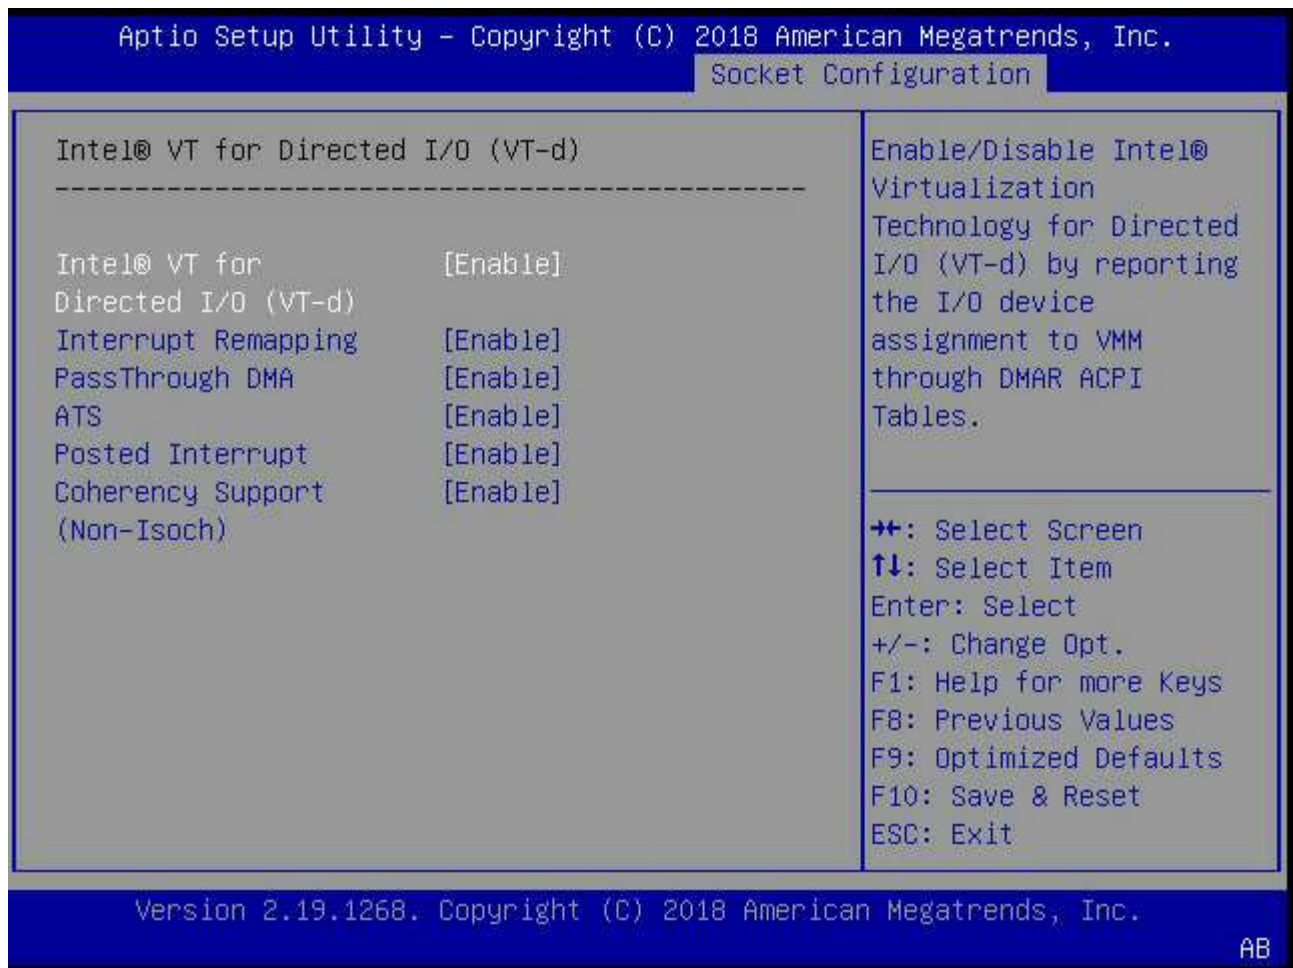 Aptio Setup Utility – Copyright (C) 2018 American Megatrends, Inc.
Socket Configuration
Intel® VT for Directed I/O (VT-d)
-----------------------------------------------
Intel® VT for [Enable]
Directed I/O (VT-d)
Interrupt Remapping [Enable]
PassThrough DMA [Enable]
ATS [Enable]
Posted Interrupt [Enable]
Coherency Support [Enable]
(Non-Isoch)
Enable/Disable Intel®
Virtualization
Technology for Directed
I/O (VT-d) by reporting
the I/O device
assignment to VMM
through DMAR ACPI
Tables.
→←: Select Screen
↑↓: Select Item
Enter: Select
+/-: Change Opt.
F1: Help for more Keys
F8: Previous Values
F9: Optimized Defaults
F10: Save & Reset
ESC: Exit
Version 2.19.1268. Copyright (C) 2018 American Megatrends, Inc.
AB